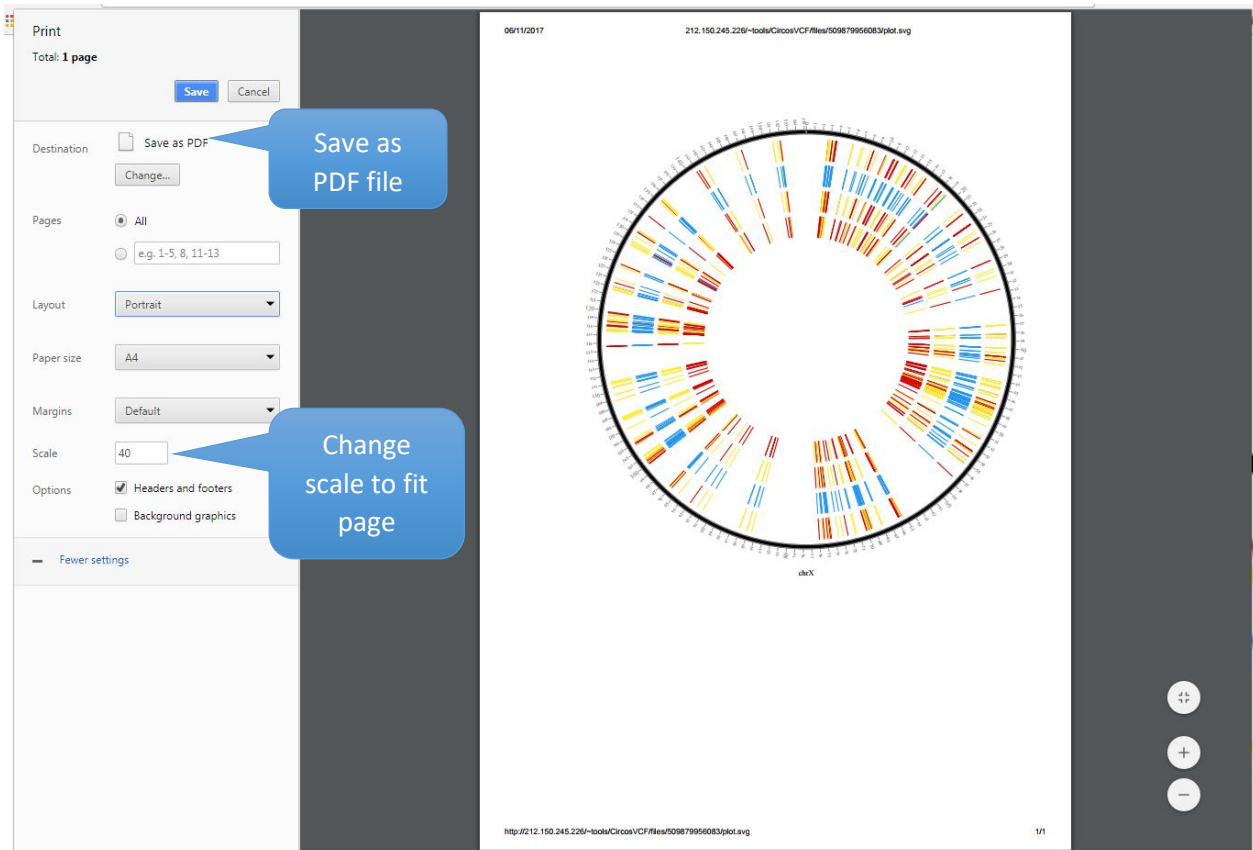 Print
Total: 1 page
Save Cancel
Destination Save as PDF
Change...
Save as
PDF file
Pages All
e.g. 1-5, 8, 11-13
Layout Portrait
Paper size A4
Margins Default
Scale 40
Change
scale to fit
page
Options Headers and footers
Background graphics
Fewer settings
06/11/2017 212.150.245.226/~tools/CircosVCF/files/509879956083/plot.svg
chrX
http://212.150.245.226/~tools/CircosVCF/files/509879956083/plot.svg 1/1